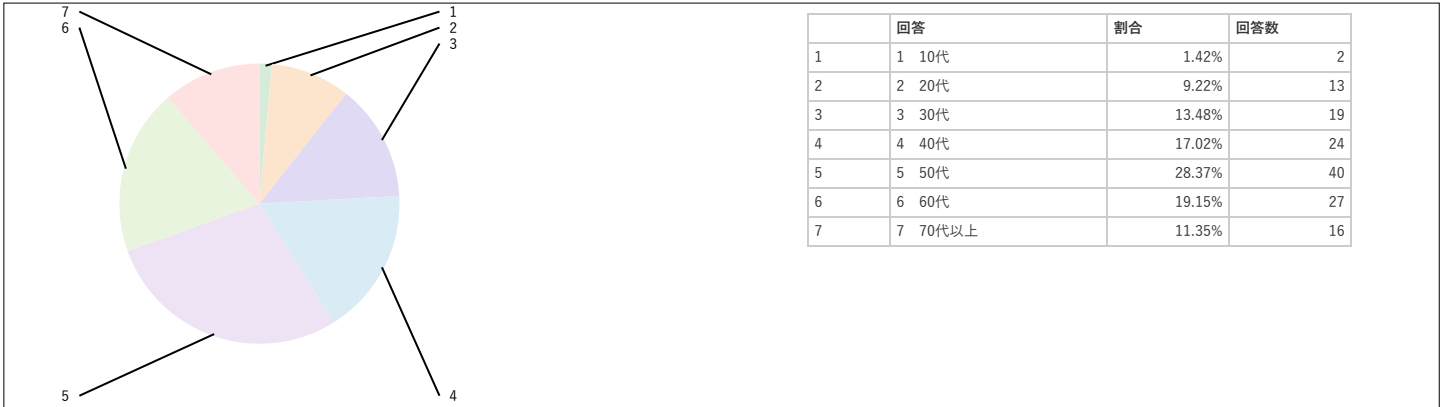 7
6
1
2
3
5
4
回答 割合 回答数
1 1 10代 1.42% 2
2 2 20代 9.22% 13
3 3 30代 13.48% 19
4 4 40代 17.02% 24
5 5 50代 28.37% 40
6 6 60代 19.15% 27
7 7 70代以上 11.35% 16